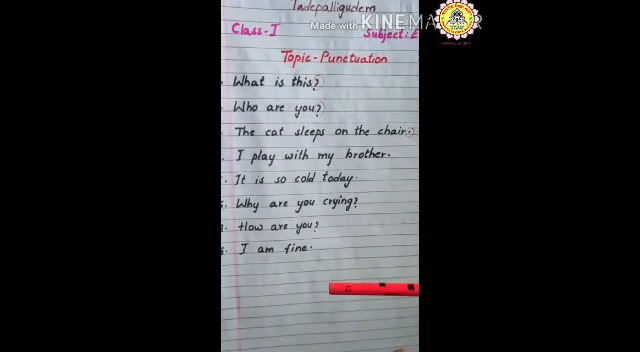 Tadepalligudem
Made with KINEMA
Class-I Subject: E
Topic - Punctuation
What is this?
Who are you?
The cat sleeps on the chair.
I play with my brother.
It is so cold today.
Why are you crying?
How are you?
I am fine.